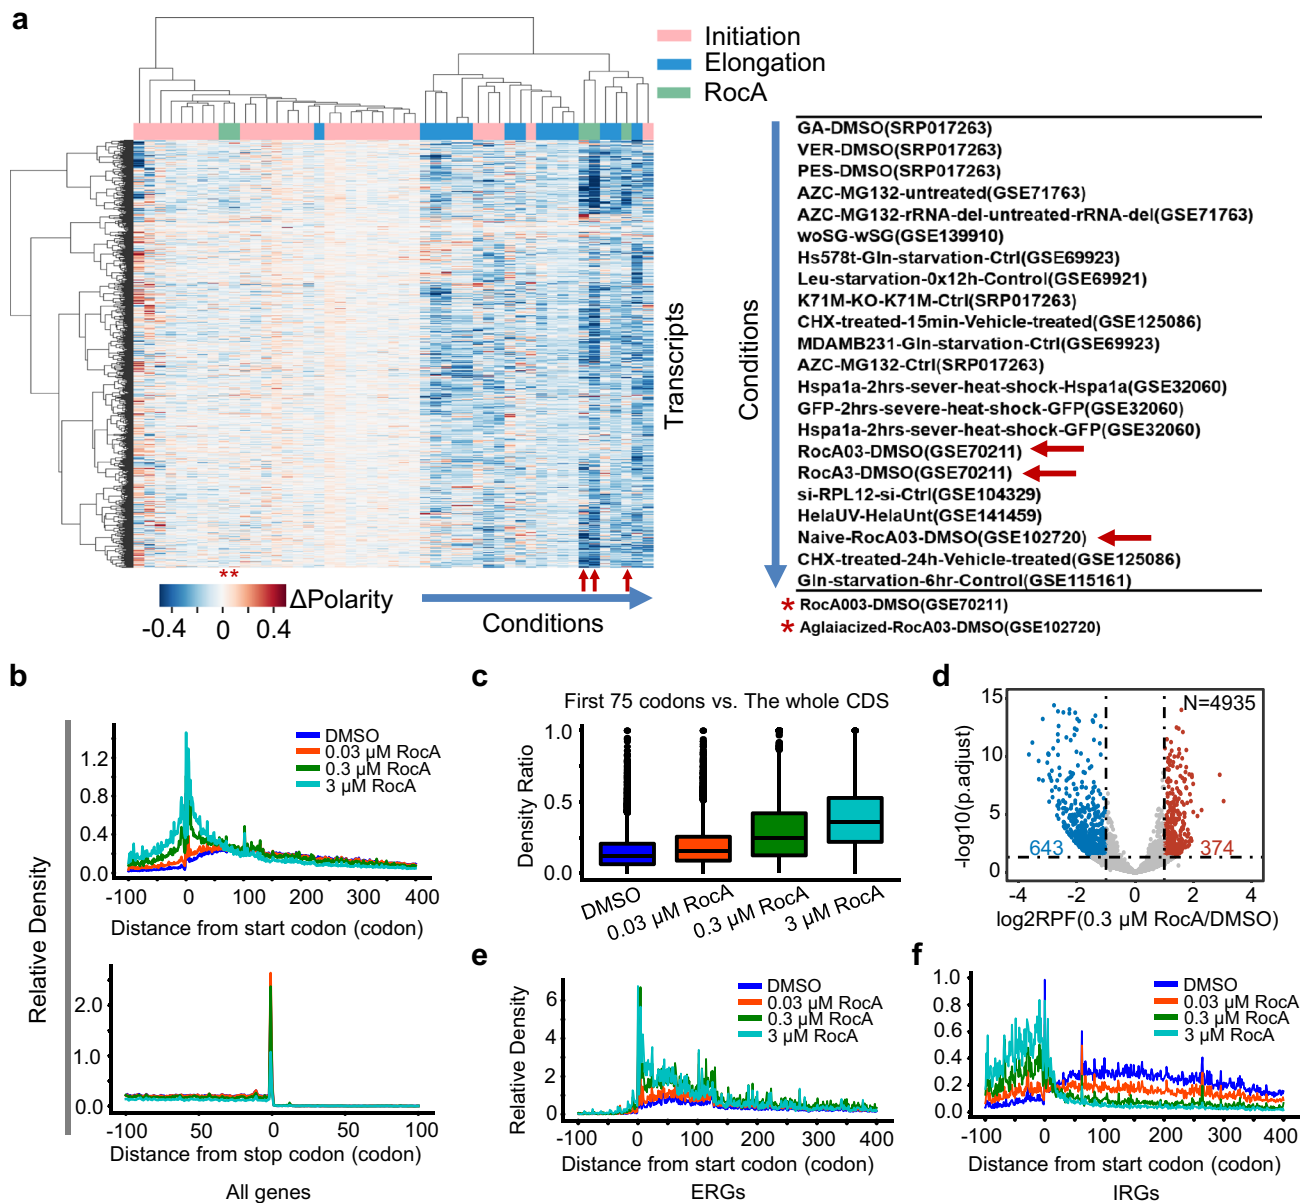 a
Initiation
Elongation
RocA
Transcripts
**
-0.4 0 0.4
ΔPolarity
Conditions
Conditions
GA-DMSO(SRP017263)
VER-DMSO(SRP017263)
PES-DMSO(SRP017263)
AZC-MG132-untreated(GSE71763)
AZC-MG132-rRNA-del-untreated-rRNA-del(GSE71763)
woSG-wSG(GSE139910)
Hs578t-Gln-starvation-Ctrl(GSE69923)
Leu-starvation-0x12h-Control(GSE69921)
K71M-KO-K71M-Ctrl(SRP017263)
CHX-treated-15min-Vehicle-treated(GSE125086)
MDAMB231-Gln-starvation-Ctrl(GSE69923)
AZC-MG132-Ctrl(SRP017263)
Hspa1a-2hrs-sever-heat-shock-Hspa1a(GSE32060)
GFP-2hrs-severe-heat-shock-GFP(GSE32060)
Hspa1a-2hrs-sever-heat-shock-GFP(GSE32060)
RocA03-DMSO(GSE70211)
RocA3-DMSO(GSE70211)
si-RPL12-si-Ctrl(GSE104329)
HelaUV-HelaUnt(GSE141459)
Naive-RocA03-DMSO(GSE102720)
CHX-treated-24h-Vehicle-treated(GSE125086)
Gln-starvation-6hr-Control(GSE115161)
* RocA003-DMSO(GSE70211)
* Aglaiacized-RocA03-DMSO(GSE102720)
b
Relative Density
1.2
0.8
0.4
0.0
DMSO
0.03 µM RocA
0.3 µM RocA
3 µM RocA
-100 0 100 200 300 400
Distance from start codon (codon)
2.0
1.0
0.0
-100 50 0 50 100
Distance from stop codon (codon)
All genes
c
First 75 codons vs. The whole CDS
Density Ratio
1.0
0.5
0.0
DMSO
0.03 µM RocA
0.3 µM RocA
3 µM RocA
d
-log10(p.adjust)
15
10
5
0
N=4935
643
374
-4 -2 0 2 4
log2RPF(0.3 µM RocA/DMSO)
e
Relative Density
6
4
2
0
DMSO
0.03 µM RocA
0.3 µM RocA
3 µM RocA
-100 0 100 200 300 400
Distance from start codon (codon)
ERGs
f
1.0
0.8
0.6
0.4
0.2
0.0
DMSO
0.03 µM RocA
0.3 µM RocA
3 µM RocA
-100 0 100 200 300 400
Distance from start codon (codon)
IRGs